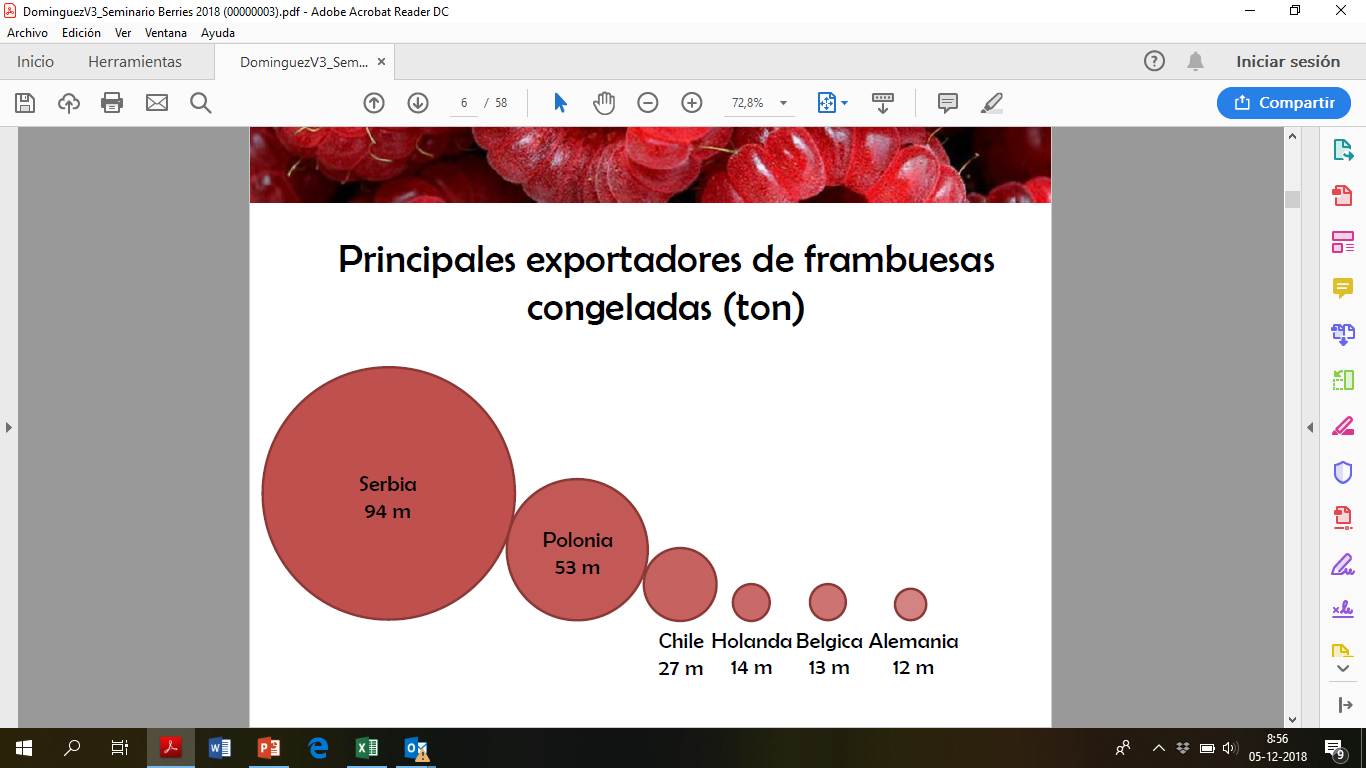 DominguezV3_Seminario Berries 2018 (00000003).pdf - Adobe Acrobat Reader DC
Archivo Edición Ver Ventana Ayuda
Inicio Herramientas DominguezV3_Sem... ×
Iniciar sesión
6 / 58 72,8% Compartir
Principales exportadores de frambuesas
congeladas (ton)
Serbia
94 m
Polonia
53 m
Chile Holanda Belgica Alemania
27 m 14 m 13 m 12 m
8:56
05-12-2018
9